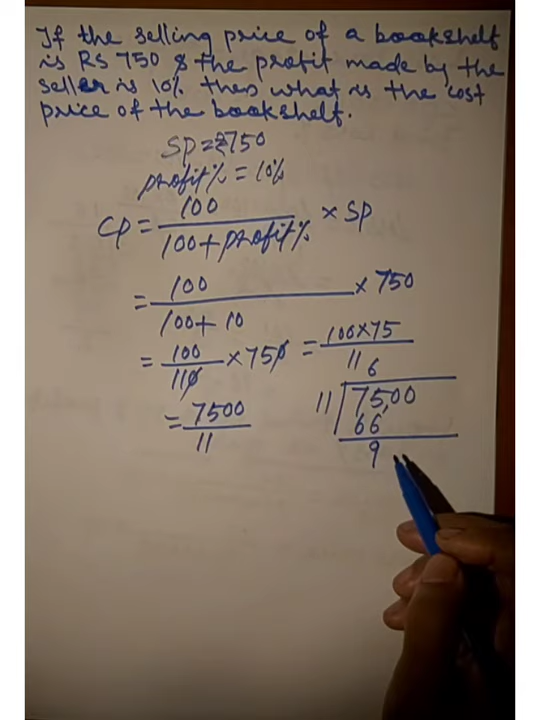 If the selling price of a bookshelf
is Rs 750 & the profit made by the
seller is 10% then what is the cost
price of the bookshelf.
SP=₹750
profit% = 10%
CP = 100 / 100+profit% × SP
= 100 / 100+10 × 750
= 100 / 110 × 750 = 100×75 / 11
= 7500 / 11
6
11 7500
66
9